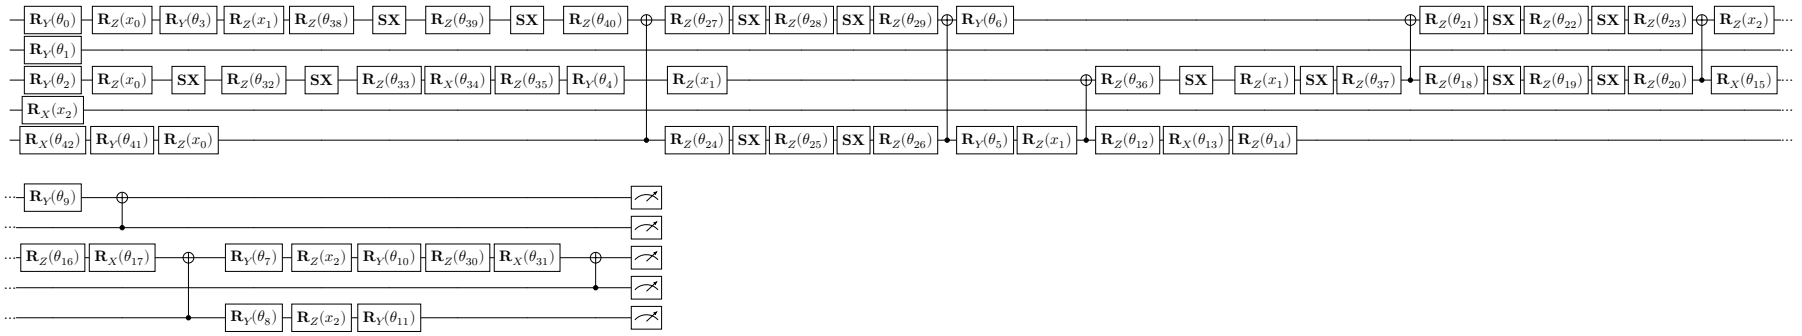 R_Y(θ_0) R_Z(x_0) R_Y(θ_3) R_Z(x_1) R_Z(θ_38) SX R_Z(θ_39) SX R_Z(θ_40) R_Z(θ_27) SX R_Z(θ_28) SX R_Z(θ_29) R_Y(θ_6) R_Z(θ_21) SX R_Z(θ_22) SX R_Z(θ_23) R_Z(x_2) ...
R_Y(θ_1) ...
R_Y(θ_2) R_Z(x_0) SX R_Z(θ_32) SX R_Z(θ_33) R_X(θ_34) R_Z(θ_35) R_Y(θ_4) R_Z(x_1) R_Z(θ_36) SX R_Z(x_1) SX R_Z(θ_37) R_Z(θ_18) SX R_Z(θ_19) SX R_Z(θ_20) R_X(θ_15) ...
R_X(x_2) ...
R_X(θ_42) R_Y(θ_41) R_Z(x_0) R_Z(θ_24) SX R_Z(θ_25) SX R_Z(θ_26) R_Y(θ_5) R_Z(x_1) R_Z(θ_12) R_X(θ_13) R_Z(θ_14) ...
... R_Y(θ_9)
...
... R_Z(θ_16) R_X(θ_17) R_Y(θ_7) R_Z(x_2) R_Y(θ_10) R_Z(θ_30) R_X(θ_31)
...
... R_Y(θ_8) R_Z(x_2) R_Y(θ_11)